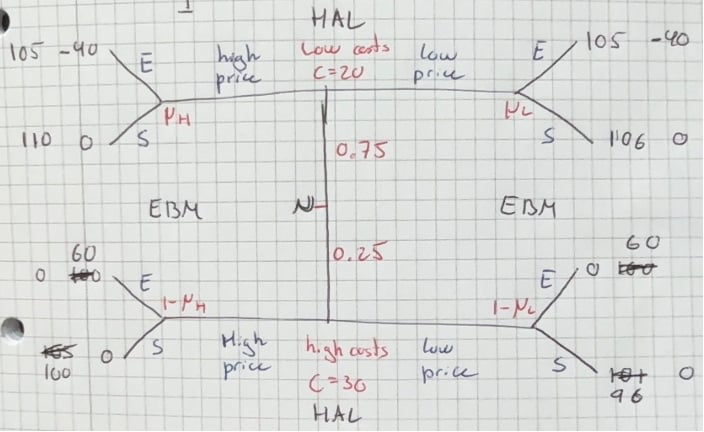 1
HAL
Low costs
C=20
high
price
low
price
105 -40
E
110 0
S
μH
E
105 -40
μL
S
106 0
0.75
EBM
N
EBM
0.25
60
0 100
E
1-μH
105 0
100
S
High
price
high costs
C=30
HAL
low
price
1-μL
E
60
0 100
S
101 0
96